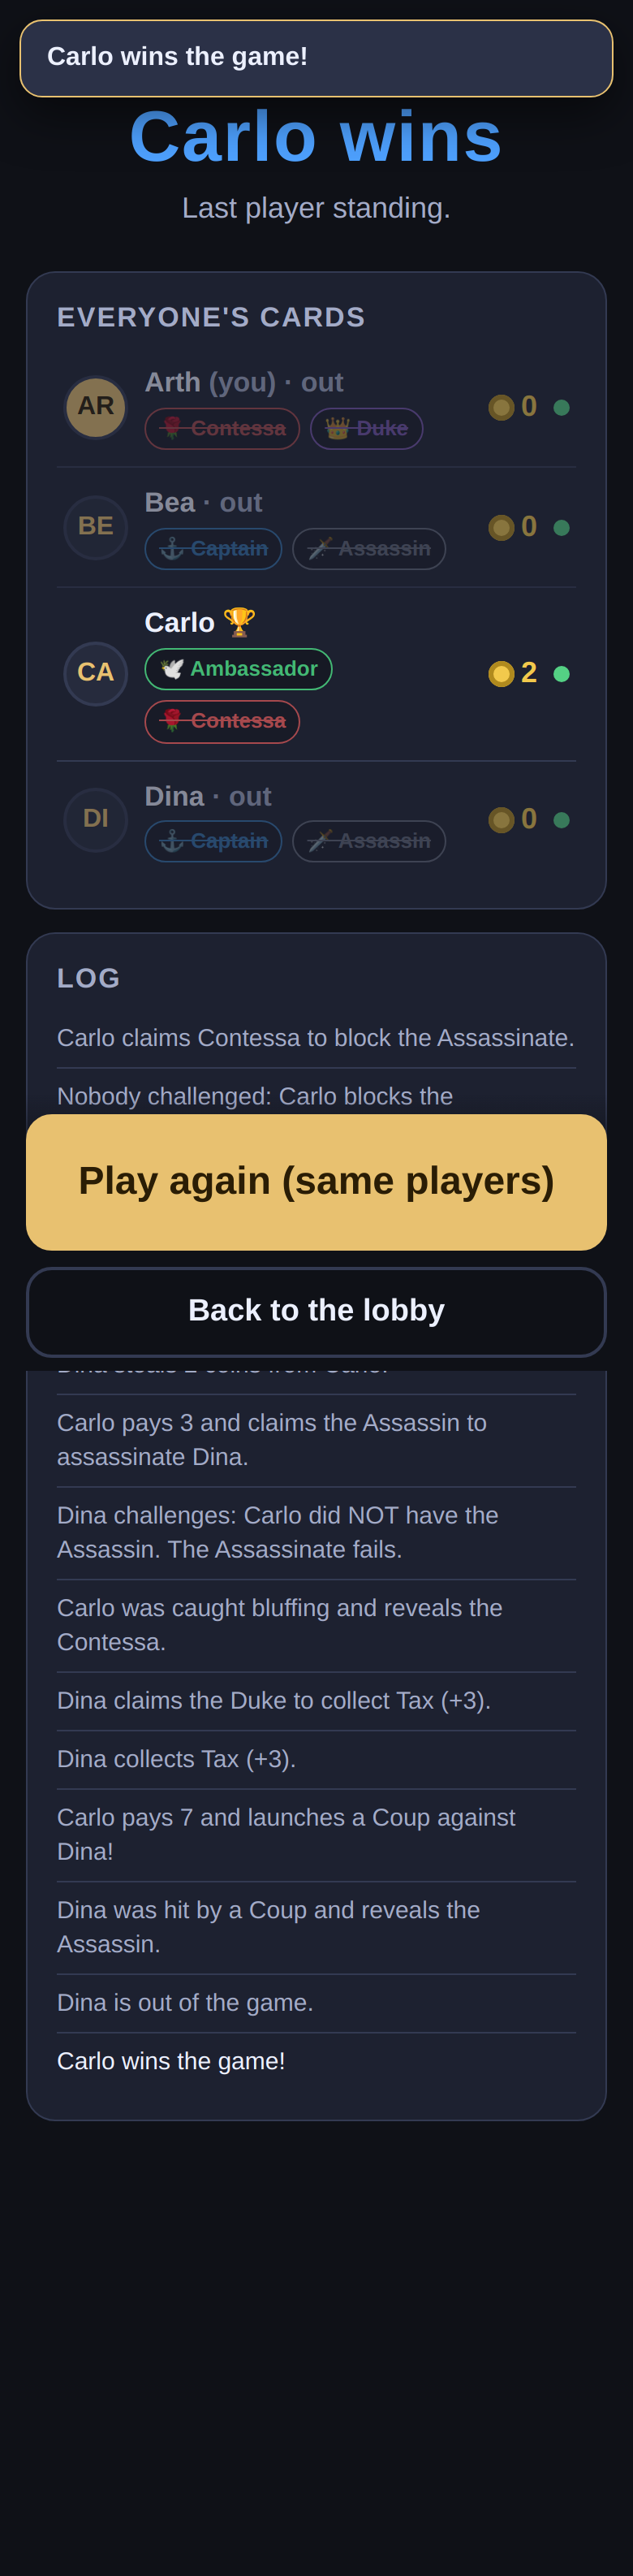 Carlo wins the game!
Carlo wins
Last player standing.
EVERYONE'S CARDS
AR
Arth (you) · out
🌹 Contessa 👑 Duke
0
BE
Bea · out
⚓ Captain 🗡️ Assassin
0
CA
Carlo 🏆
🕊️ Ambassador
🌹 Contessa
2
DI
Dina · out
⚓ Captain 🗡️ Assassin
0
LOG
Carlo claims Contessa to block the Assassinate.
Nobody challenged: Carlo blocks the
Play again (same players)
Back to the lobby
Carlo pays 3 and claims the Assassin to
assassinate Dina.
Dina challenges: Carlo did NOT have the
Assassin. The Assassinate fails.
Carlo was caught bluffing and reveals the
Contessa.
Dina claims the Duke to collect Tax (+3).
Dina collects Tax (+3).
Carlo pays 7 and launches a Coup against
Dina!
Dina was hit by a Coup and reveals the
Assassin.
Dina is out of the game.
Carlo wins the game!